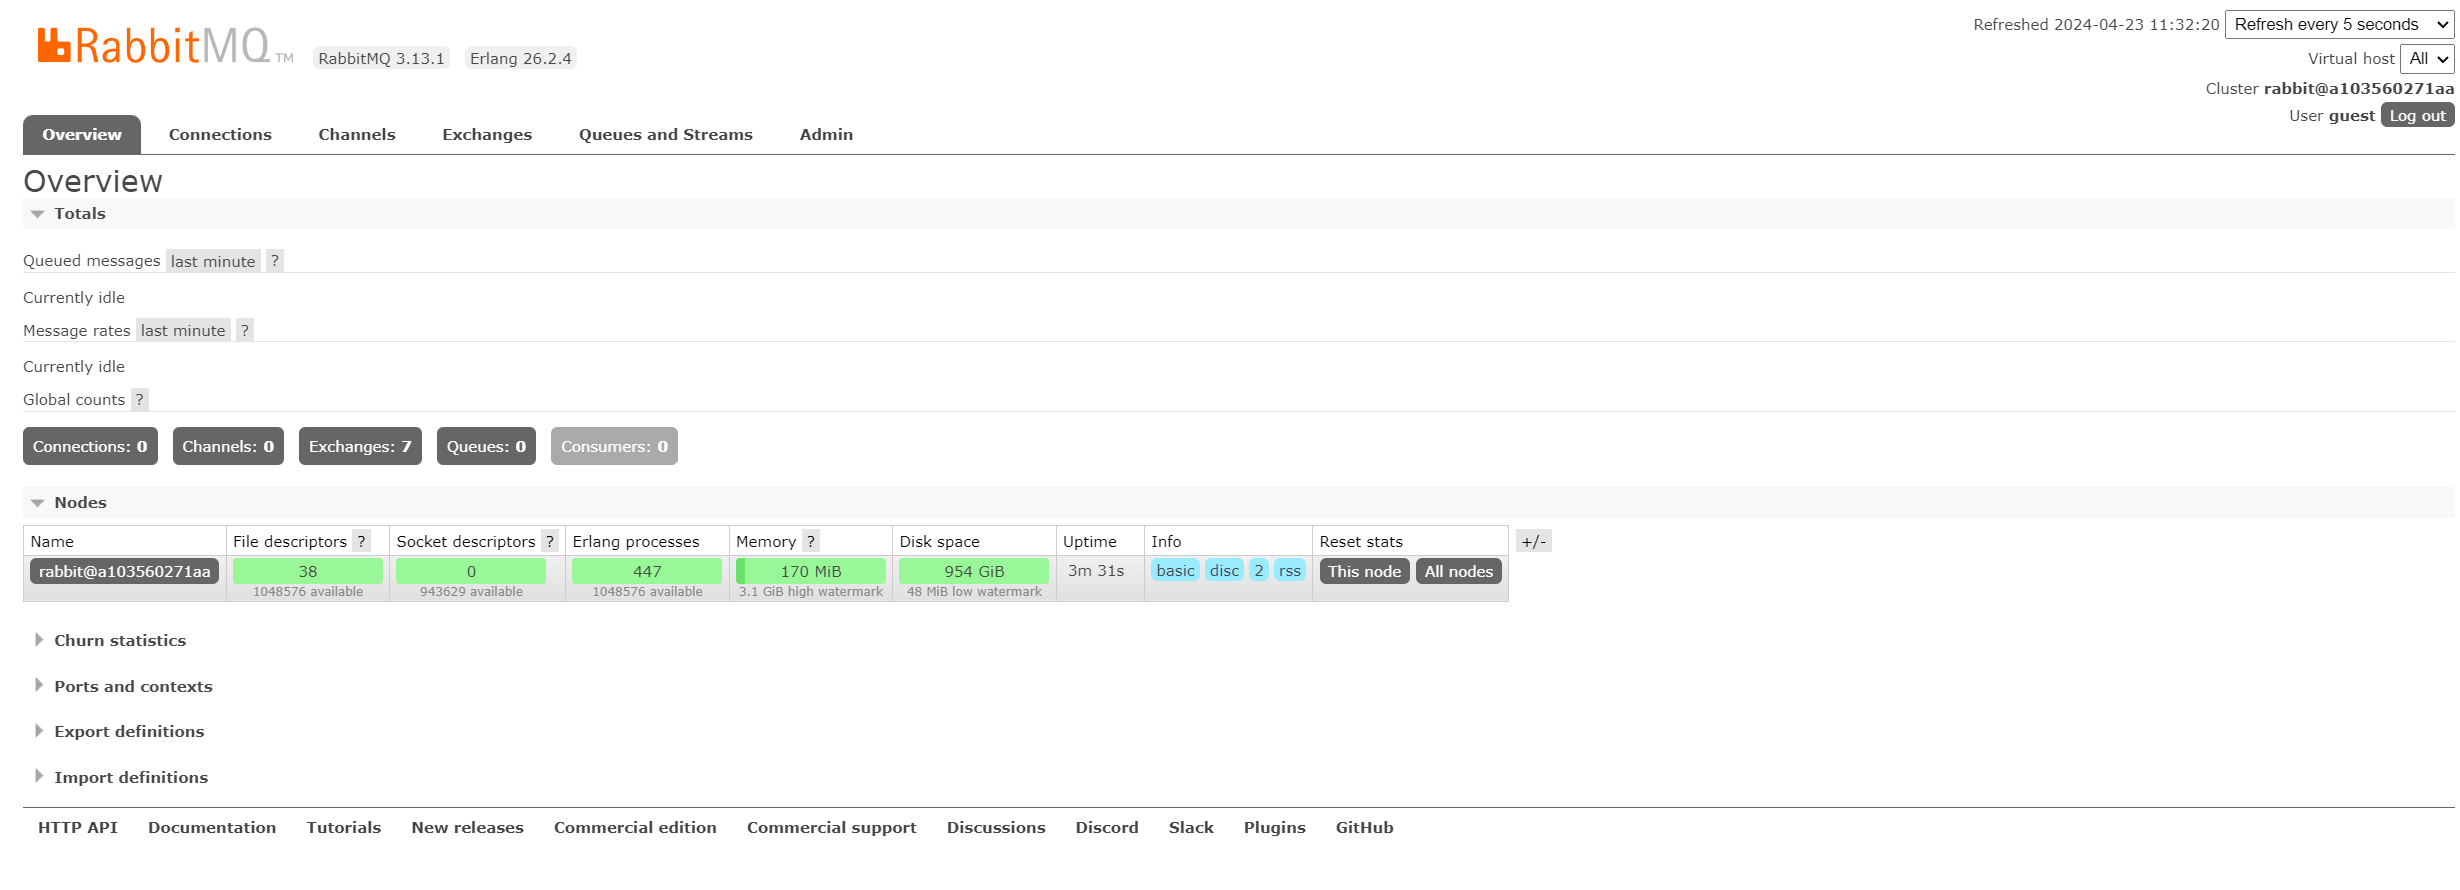 RabbitMQ TM RabbitMQ 3.13.1 Erlang 26.2.4
Refreshed 2024-04-23 11:32:20 Refresh every 5 seconds
Virtual host All
Cluster rabbit@a103560271aa
User guest Log out
Overview Connections Channels Exchanges Queues and Streams Admin
Overview
Totals
Queued messages last minute ?
Currently idle
Message rates last minute ?
Currently idle
Global counts ?
Connections: 0 Channels: 0 Exchanges: 7 Queues: 0 Consumers: 0
Nodes
Name File descriptors ? Socket descriptors ? Erlang processes Memory ? Disk space Uptime Info Reset stats +/-
rabbit@a103560271aa 38 0 447 170 MiB 954 GiB 3m 31s basic disc 2 rss This node All nodes
1048576 available 943629 available 1048576 available 3.1 GiB high watermark 48 MiB low watermark
Churn statistics
Ports and contexts
Export definitions
Import definitions
HTTP API Documentation Tutorials New releases Commercial edition Commercial support Discussions Discord Slack Plugins GitHub